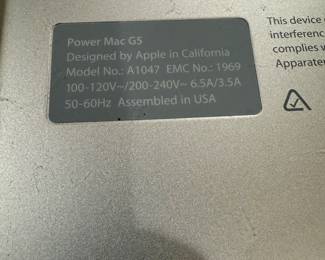 Power Mac G5
Designed by Apple in California
Model No.: A1047 EMC No.: 1969
100-120V~/200-240V~ 6.5A/3.5A
50-60Hz Assembled in USA
This device
interferenc
complies w
Apparate